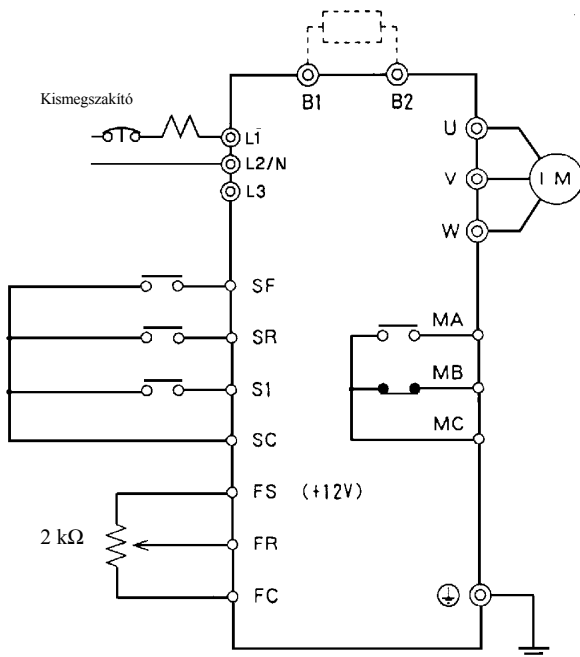 B1
B2
Kismegszakító
U
L1
L2/N
V
IM
L3
W
SF
MA
SR
MB
S1
MC
SC
FS (+12V)
2 kΩ
FR
FC